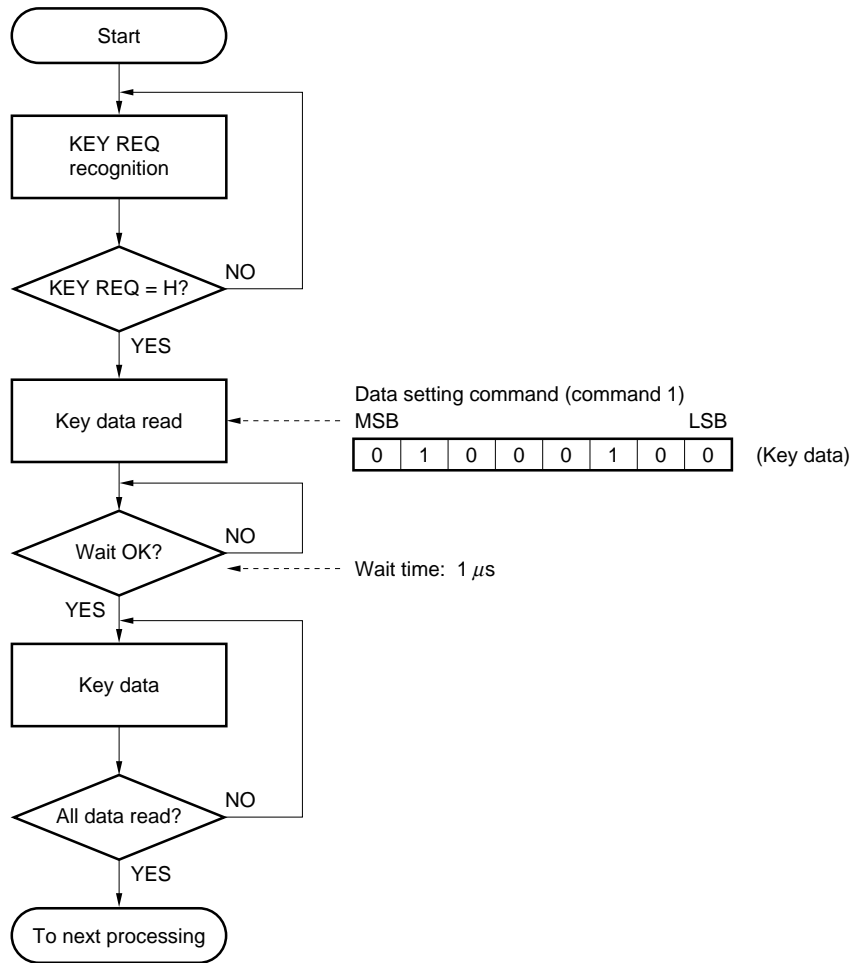 Start
KEY REQ
recognition
KEY REQ = H?
NO
YES
Key data read
Data setting command (command 1)
MSB LSB
0 1 0 0 0 1 0 0 (Key data)
Wait OK?
NO
Wait time: 1 μs
YES
Key data
All data read?
NO
YES
To next processing